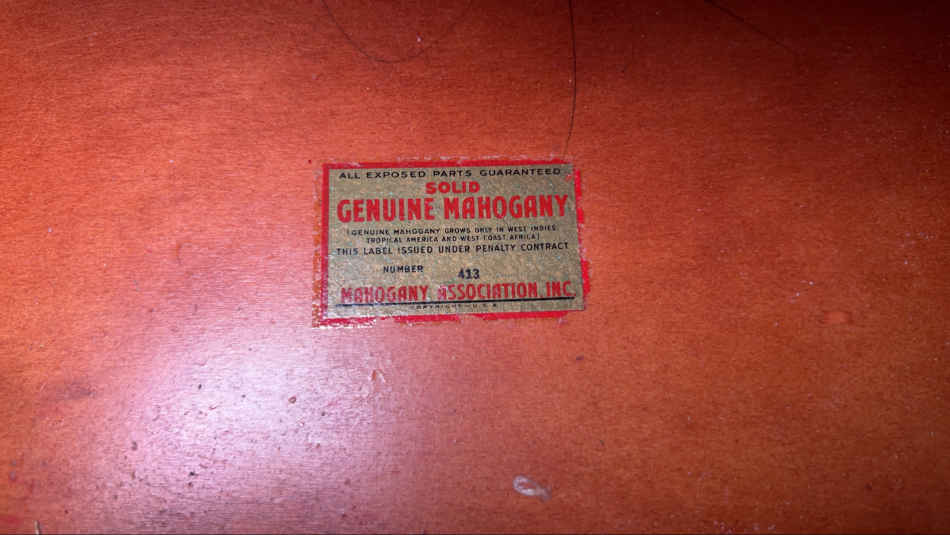 ALL EXPOSED PARTS GUARANTEED
SOLID
GENUINE MAHOGANY
(GENUINE MAHOGANY GROWS ONLY IN WEST INDIES,
TROPICAL AMERICA AND WEST COAST AFRICA)
THIS LABEL ISSUED UNDER PENALTY CONTRACT
NUMBER 413
MAHOGANY ASSOCIATION, INC.
COPYRIGHT - U.S.A.